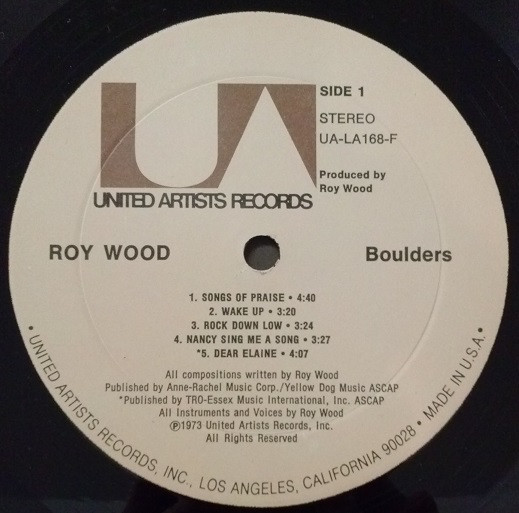 UA
SIDE 1
STEREO
UA-LA168-F
Produced by
Roy Wood
UNITED ARTISTS RECORDS
ROY WOOD
Boulders
1. SONGS OF PRAISE • 4:40
2. WAKE UP • 3:20
3. ROCK DOWN LOW • 3:24
4. NANCY SING ME A SONG • 3:27
*5. DEAR ELAINE • 4:07
All compositions written by Roy Wood
Published by Anne-Rachel Music Corp./Yellow Dog Music ASCAP
*Published by TRO-Essex Music International, Inc. ASCAP
All Instruments and Voices by Roy Wood
Ⓟ1973 United Artists Records, Inc.
All Rights Reserved
• UNITED ARTISTS RECORDS, INC., LOS ANGELES, CALIFORNIA 90028 • MADE IN U.S.A. •